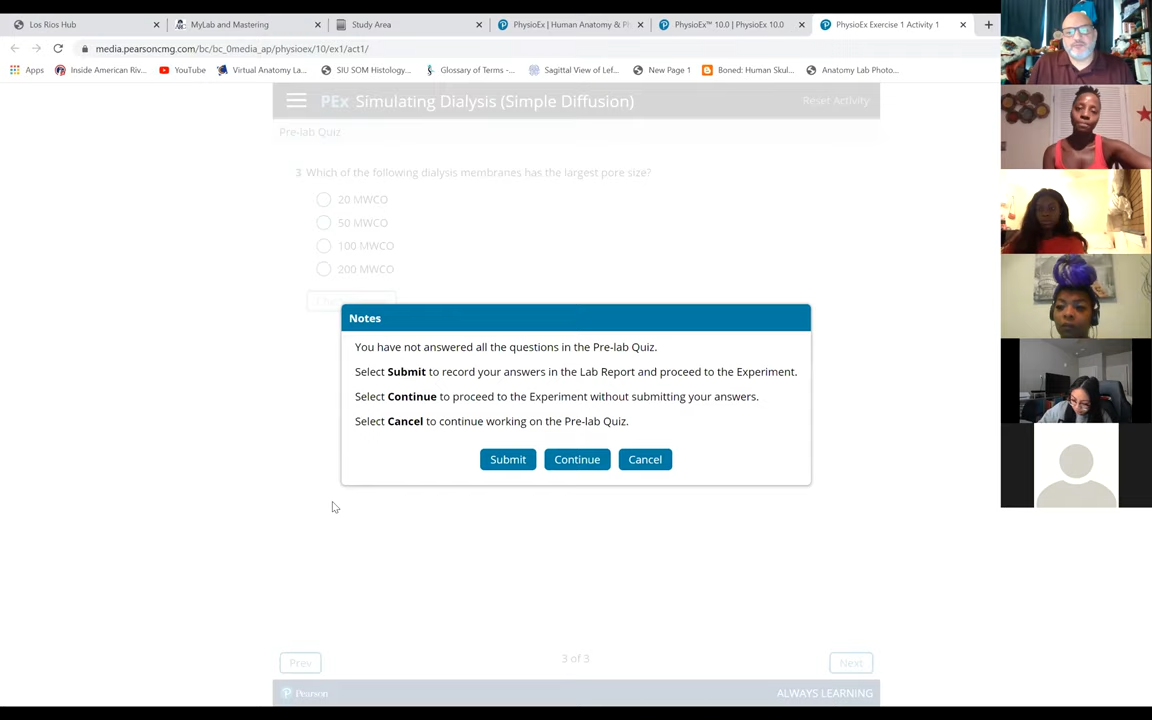 Los Rios Hub
MyLab and Mastering
Study Area
PhysioEx | Human Anatomy & Pl
PhysioEx™ 10.0 | PhysioEx 10.0
PhysioEx Exercise 1 Activity 1
media.pearsoncmg.com/bc/bc_0media_ap/physioex/10/ex1/act1/
Apps
Inside American Riv...
YouTube
Virtual Anatomy La...
SIU SOM Histology...
Glossary of Terms -...
Sagittal View of Lef...
New Page 1
Boned: Human Skul...
Anatomy Lab Photo...
PEx Simulating Dialysis (Simple Diffusion)
Reset Activity
Pre-lab Quiz
3 Which of the following dialysis membranes has the largest pore size?
20 MWCO
50 MWCO
100 MWCO
200 MWCO
Notes
You have not answered all the questions in the Pre-lab Quiz.
Select Submit to record your answers in the Lab Report and proceed to the Experiment.
Select Continue to proceed to the Experiment without submitting your answers.
Select Cancel to continue working on the Pre-lab Quiz.
Submit
Continue
Cancel
Prev
3 of 3
Next
Pearson
ALWAYS LEARNING